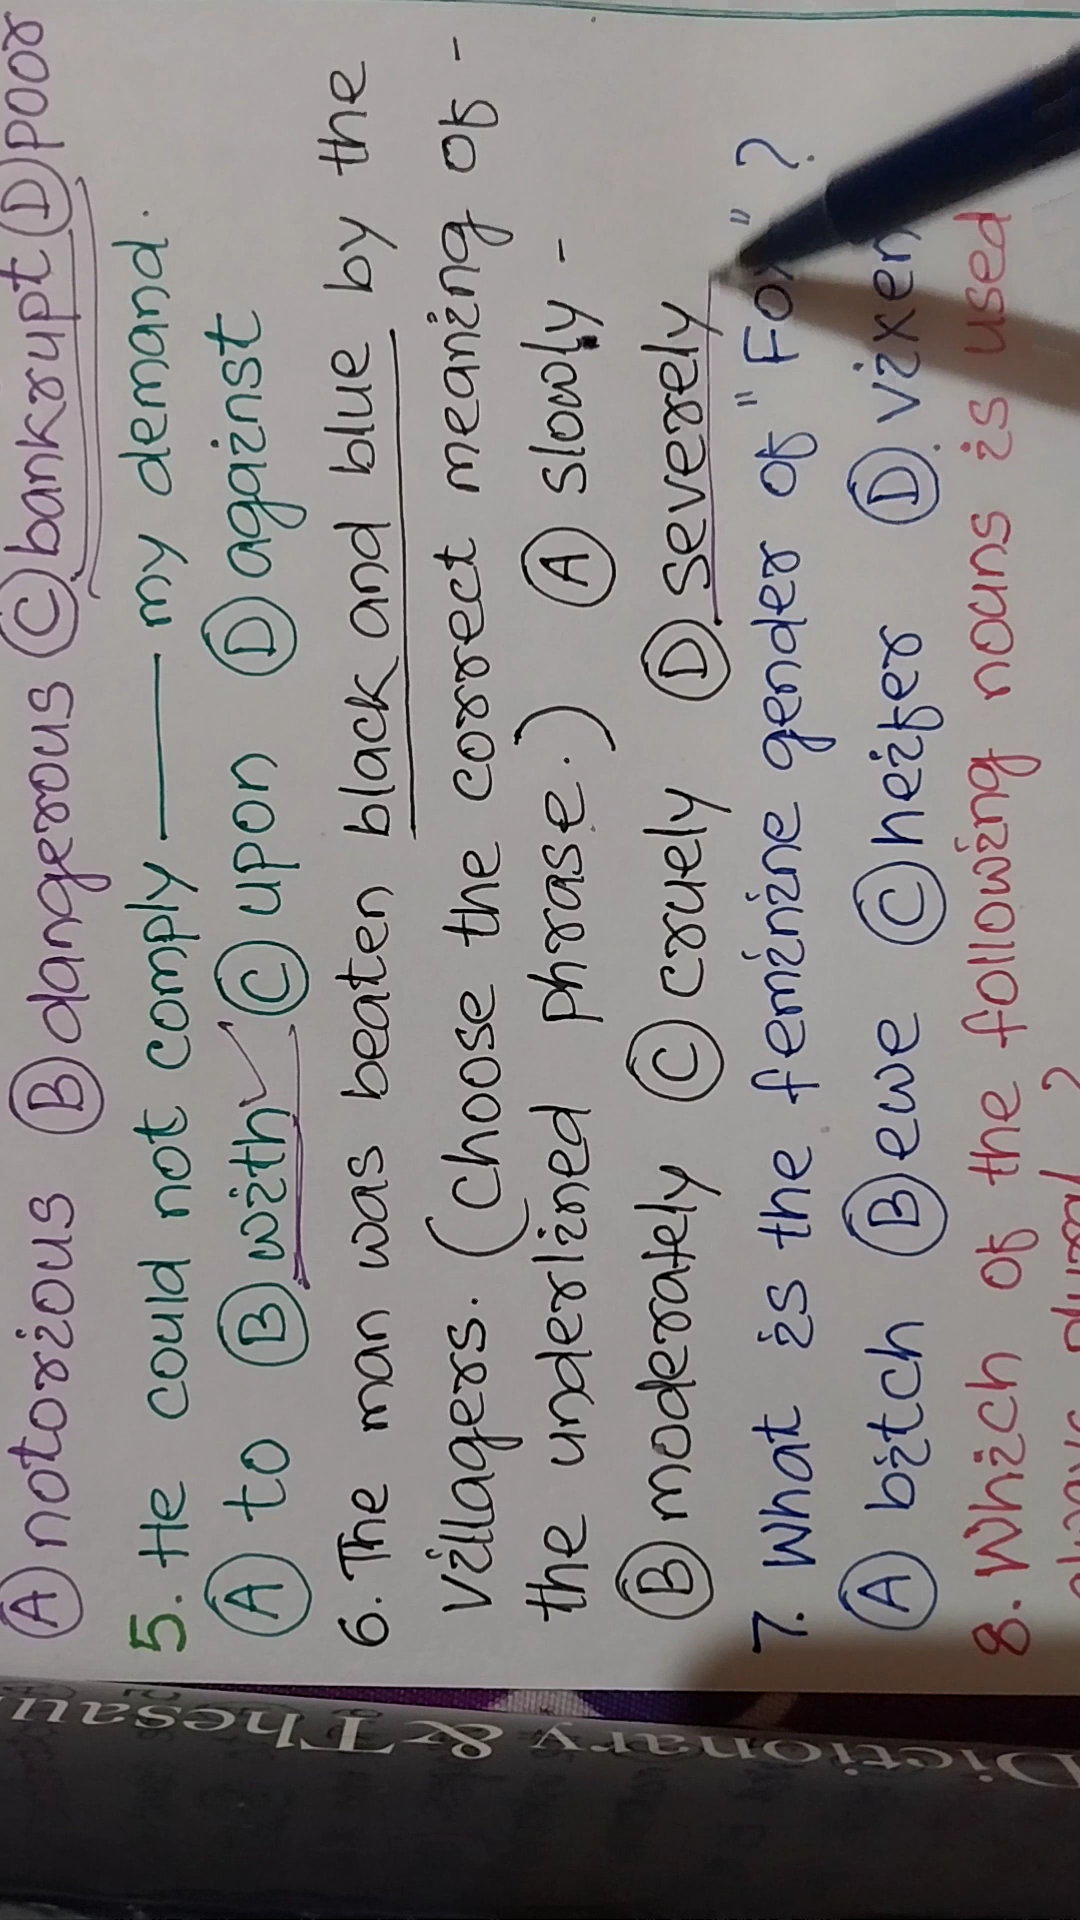 Ⓐ notorious Ⓑ dangerous Ⓒ bankrupt Ⓓ poor
5. He could not comply —— my demand.
Ⓐ to Ⓑ with ✓ Ⓒ upon Ⓓ against
6. The man was beaten black and blue by the
villagers. (Choose the correct meaning of -
the underlined phrase.) Ⓐ slowly -
Ⓑ moderately Ⓒ cruely Ⓓ severely
7. What is the feminine gender of "Fox" ?
Ⓐ bitch Ⓑ ewe Ⓒ heifer Ⓓ vixen
8. Which of the following nouns is used
?
Dictionary & Thesau